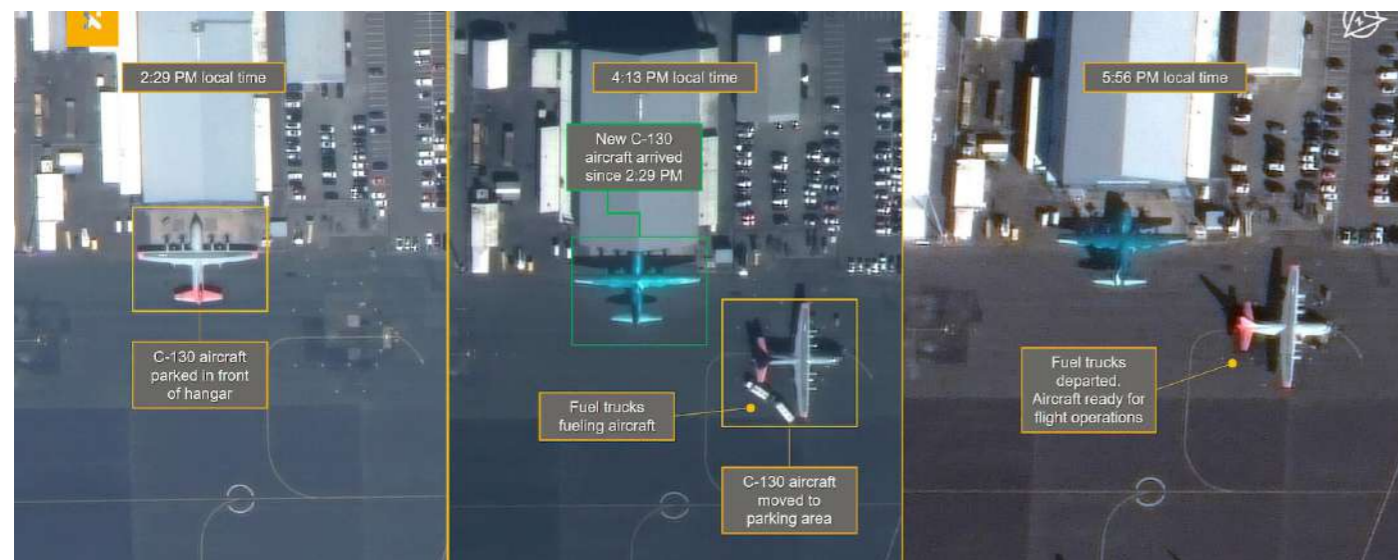 2:29 PM local time
C-130 aircraft
parked in front
of hangar
4:13 PM local time
New C-130
aircraft arrived
since 2:29 PM
Fuel trucks
fueling aircraft
C-130 aircraft
moved to
parking area
5:56 PM local time
Fuel trucks
departed.
Aircraft ready for
flight operations